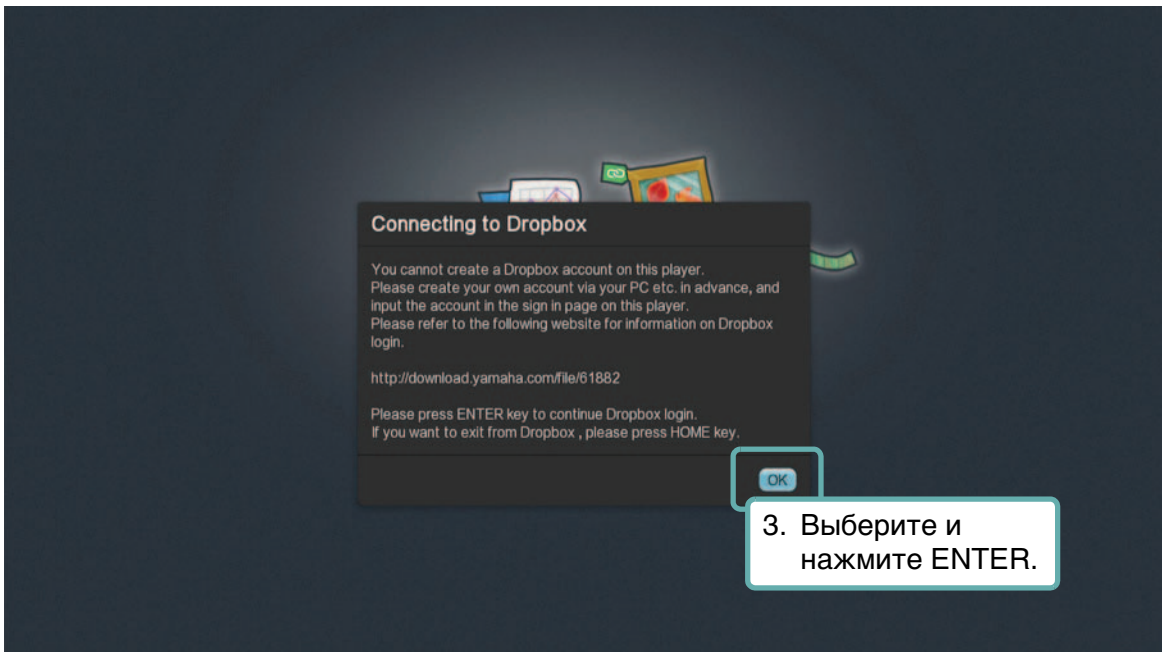 Connecting to Dropbox
You cannot create a Dropbox account on this player.
Please create your own account via your PC etc. in advance, and
input the account in the sign in page on this player.
Please refer to the following website for information on Dropbox
login.
http://download.yamaha.com/file/61882
Please press ENTER key to continue Dropbox login.
If you want to exit from Dropbox , please press HOME key.
OK
3. Выберите и
нажмите ENTER.